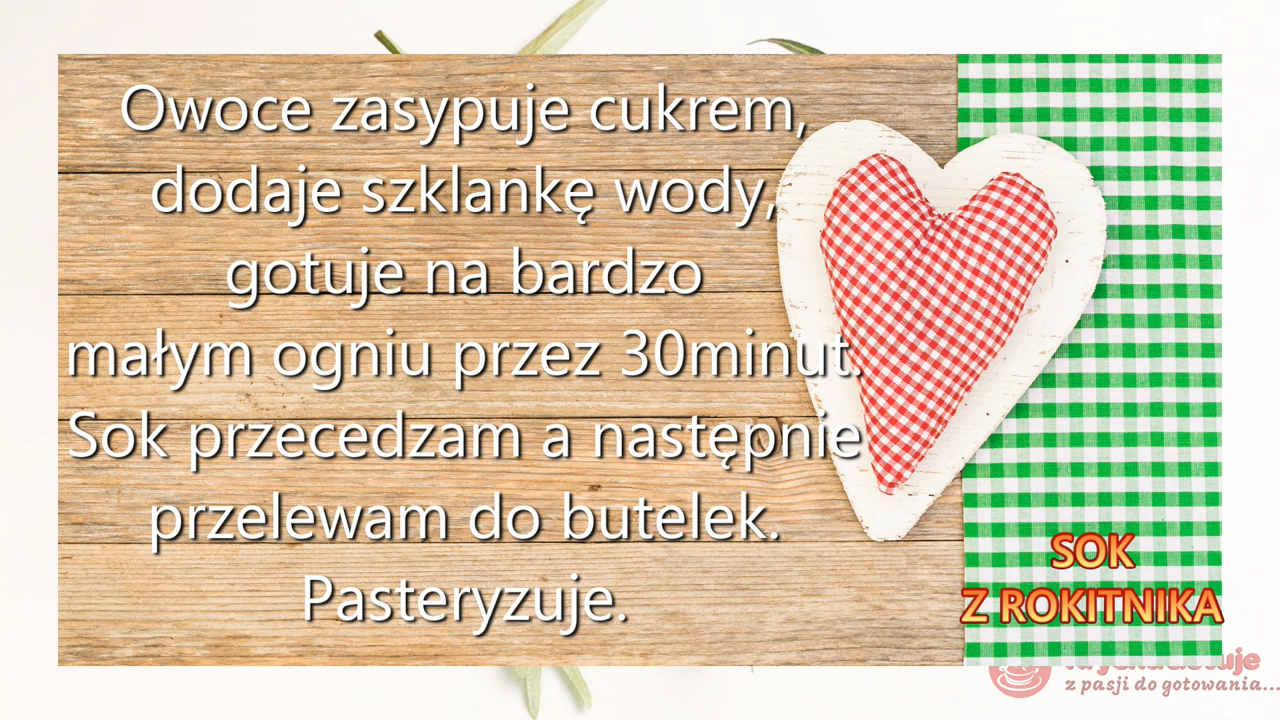 Owoce zasypuje cukrem,
dodaje szklankę wody,
gotuje na bardzo
małym ogniu przez 30minut.
Sok przecedzam a następnie
przelewam do butelek.
Pasteryzuje.
SOK
Z ROKITNIKA
z pasji do gotowania...